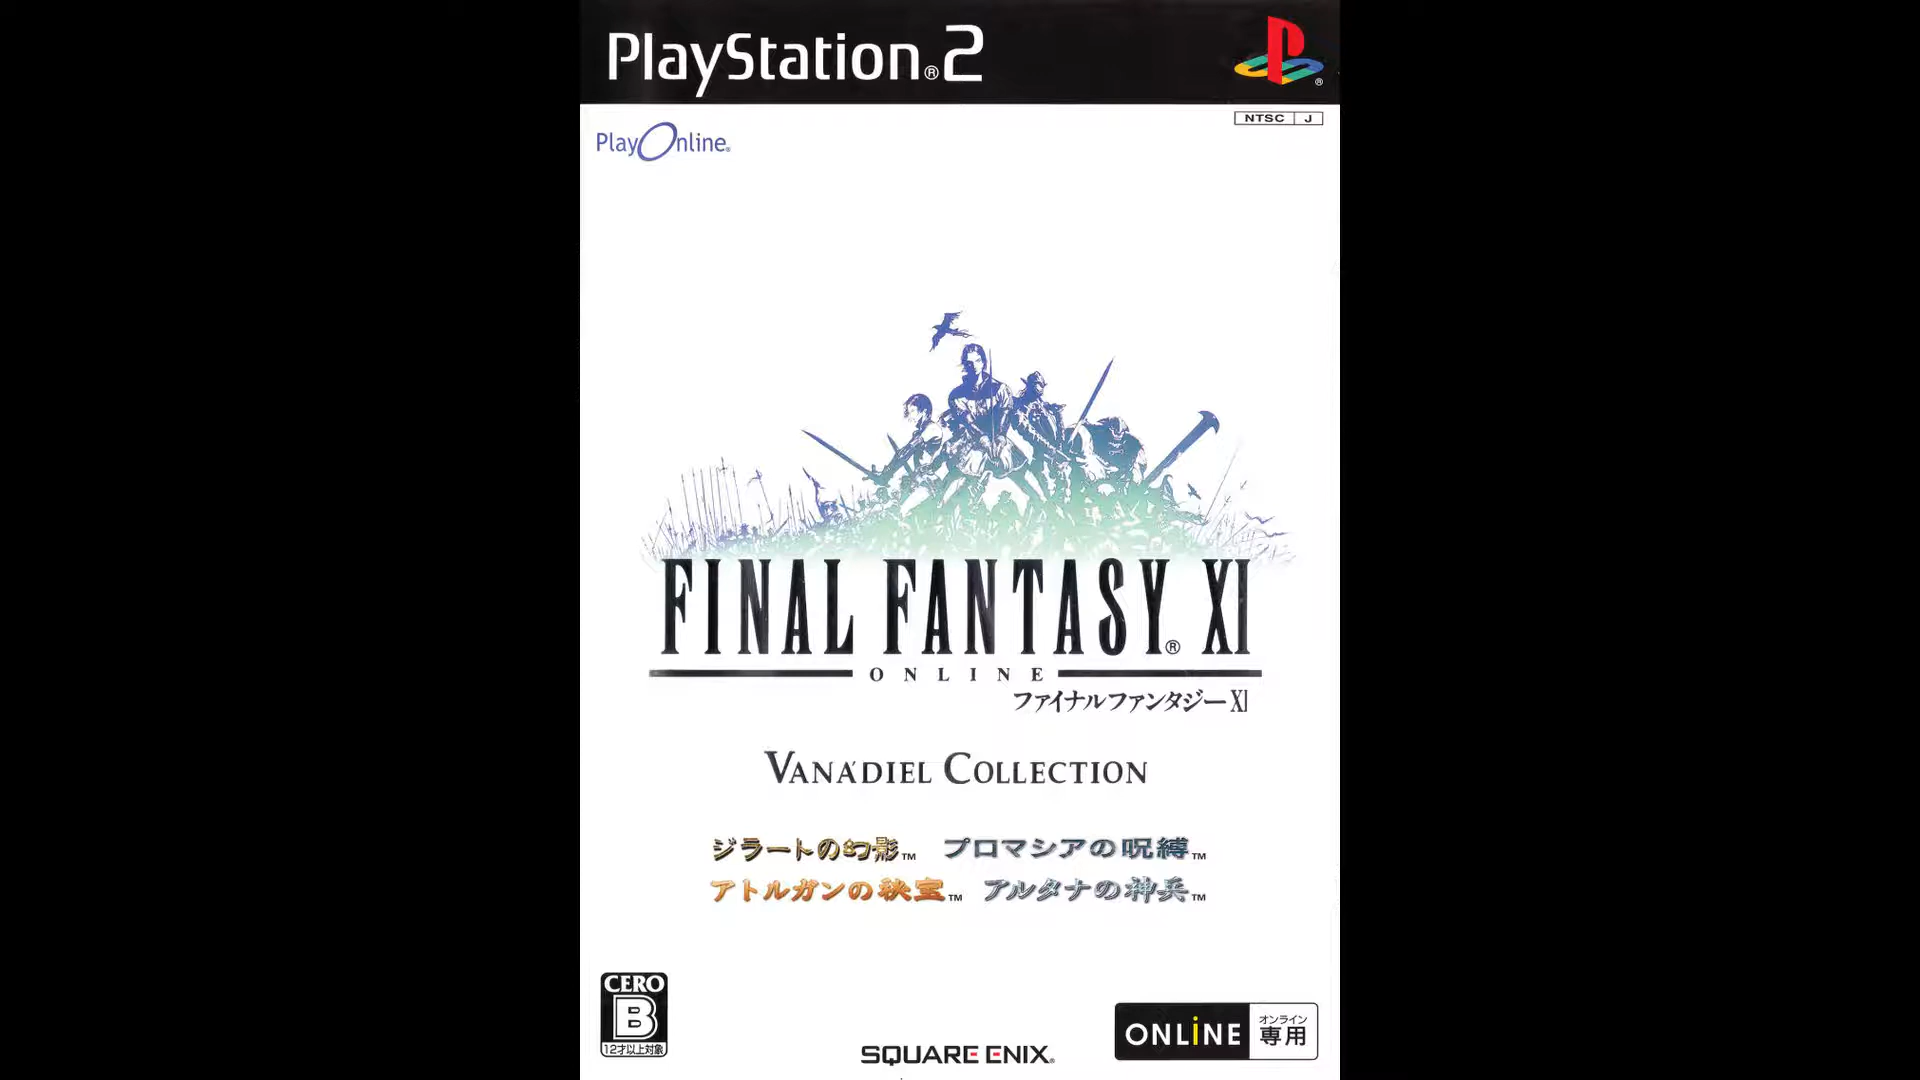 PlayStation®2
NTSC J
PlayOnline®
FINAL FANTASY® XI
ONLINE
ファイナルファンタジーXI
VANA'DIEL COLLECTION
ジラートの幻影™ プロマシアの呪縛™
アトルガンの秘宝™ アルタナの神兵™
CERO
B
12才以上対象
SQUARE ENIX®
ONLiNE オンライン
専用